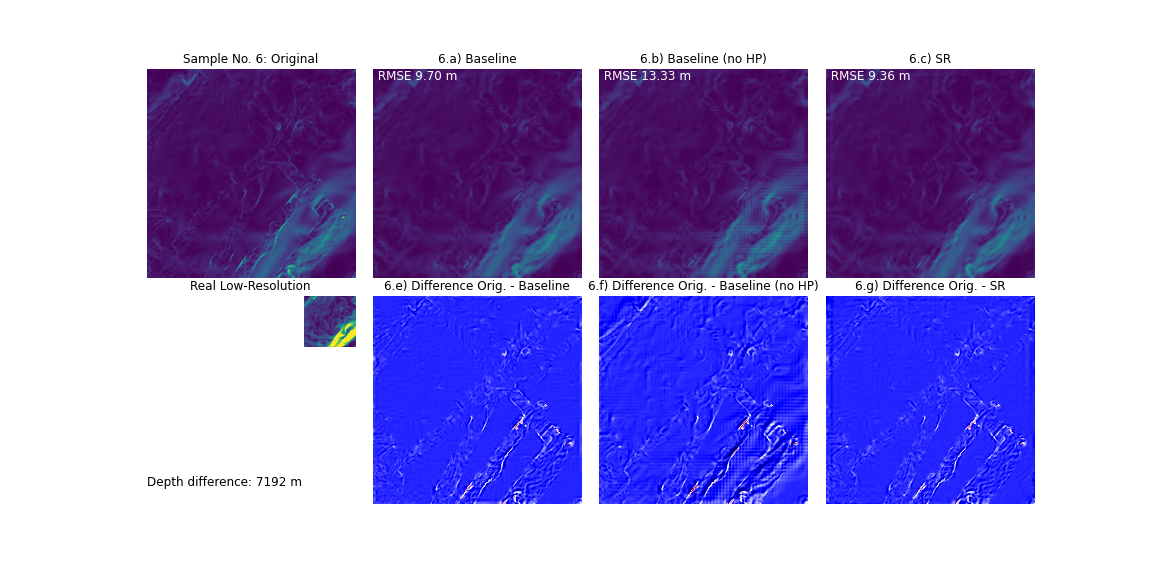 Sample No. 6: Original
6.a) Baseline
6.b) Baseline (no HP)
6.c) SR
RMSE 9.70 m
RMSE 13.33 m
RMSE 9.36 m
Real Low-Resolution
6.e) Difference Orig. - Baseline
6.f) Difference Orig. - Baseline (no HP)
6.g) Difference Orig. - SR
Depth difference: 7192 m